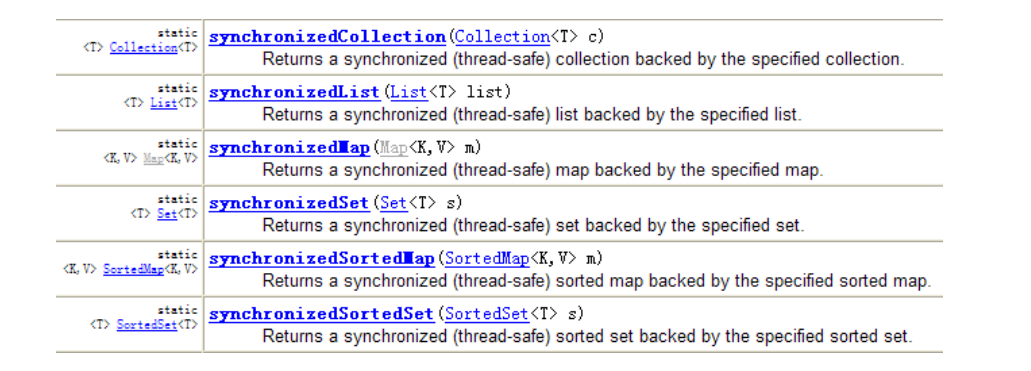 static
<T> Collection<T>
synchronizedCollection(Collection<T> c)
Returns a synchronized (thread-safe) collection backed by the specified collection.
static
<T> List<T>
synchronizedList(List<T> list)
Returns a synchronized (thread-safe) list backed by the specified list.
static
<K,V> Map<K,V>
synchronizedMap(Map<K,V> m)
Returns a synchronized (thread-safe) map backed by the specified map.
static
<T> Set<T>
synchronizedSet(Set<T> s)
Returns a synchronized (thread-safe) set backed by the specified set.
static
<K,V> SortedMap<K,V>
synchronizedSortedMap(SortedMap<K,V> m)
Returns a synchronized (thread-safe) sorted map backed by the specified sorted map.
static
<T> SortedSet<T>
synchronizedSortedSet(SortedSet<T> s)
Returns a synchronized (thread-safe) sorted set backed by the specified sorted set.